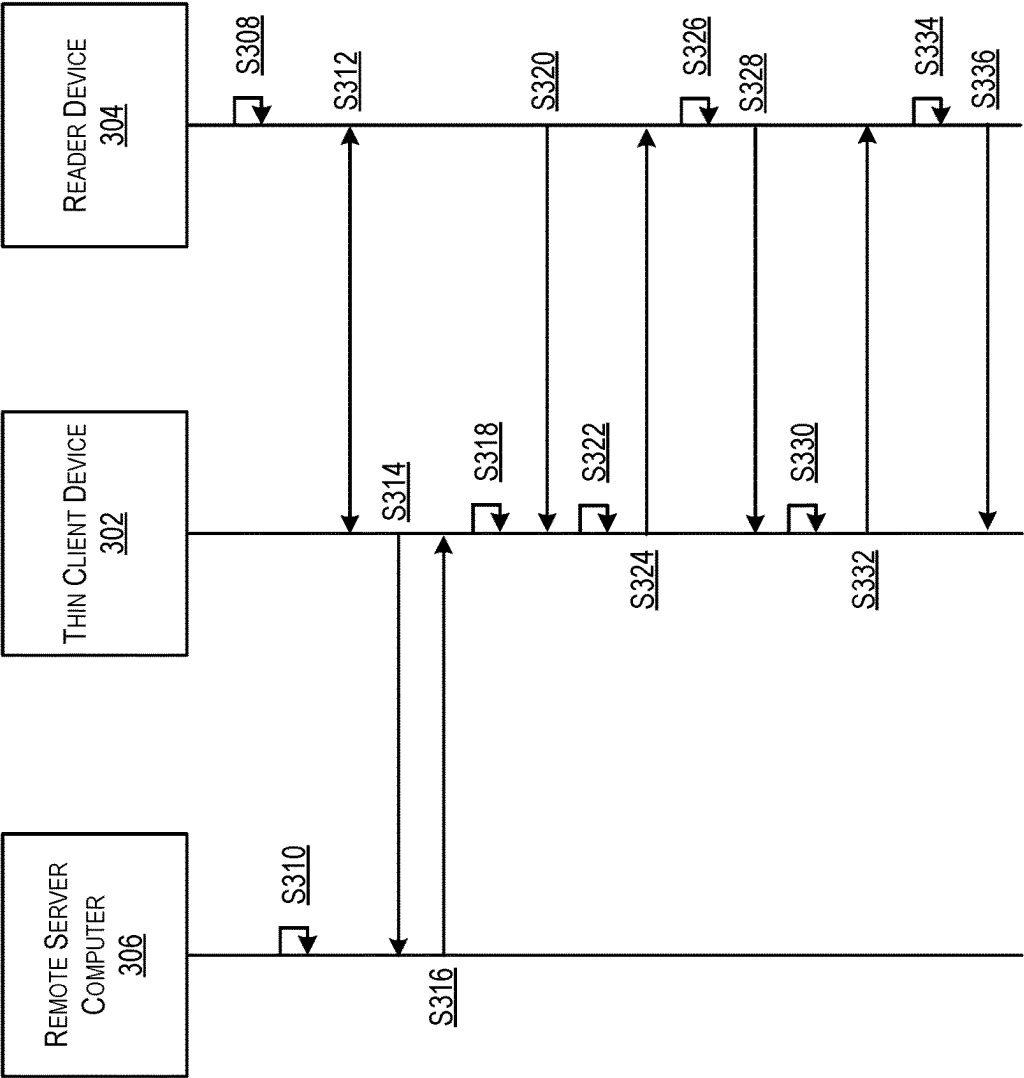 REMOTE SERVER
COMPUTER
306
THIN CLIENT DEVICE
302
READER DEVICE
304
S308
S310
S312
S314
S316
S318
S320
S322
S324
S326
S328
S330
S332
S334
S336